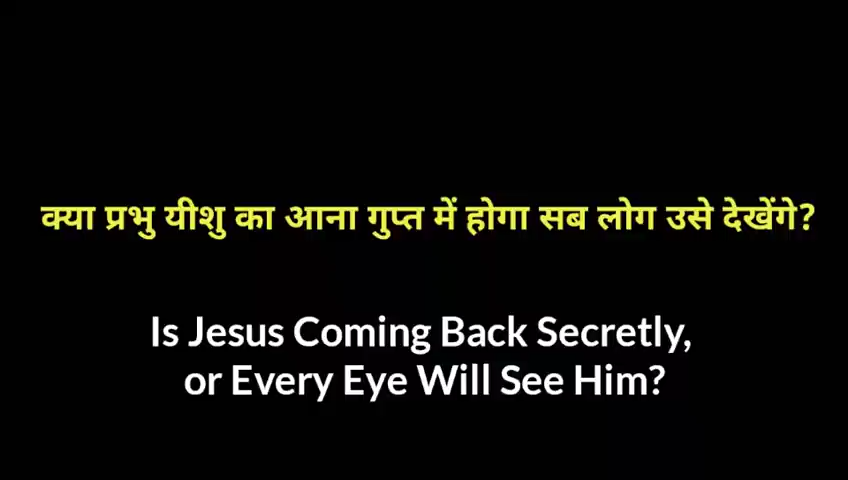 क्या प्रभु यीशु का आना गुप्त में होगा सब लोग उसे देखेंगे?
Is Jesus Coming Back Secretly,
or Every Eye Will See Him?